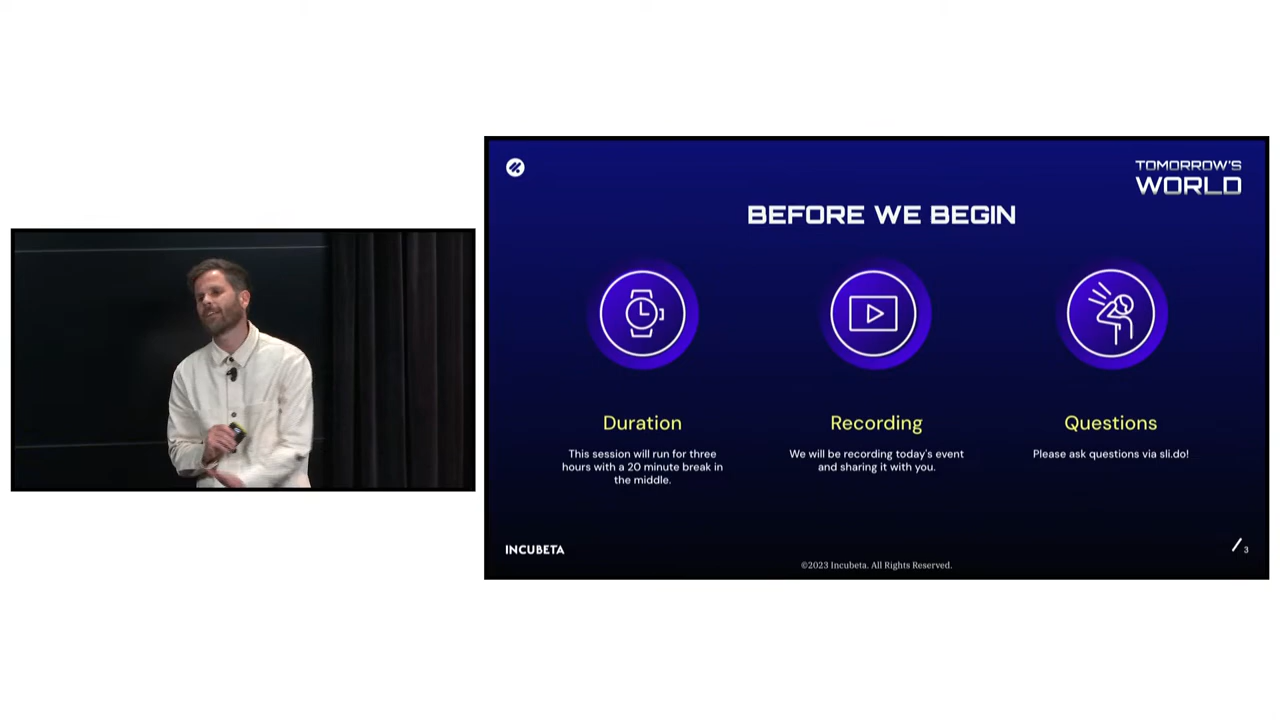 TOMORROW'S
WORLD
BEFORE WE BEGIN
Duration
This session will run for three
hours with a 20 minute break in
the middle.
Recording
We will be recording today's event
and sharing it with you.
Questions
Please ask questions via sli.do!
INCUBETA
/ 3
©2023 Incubeta. All Rights Reserved.